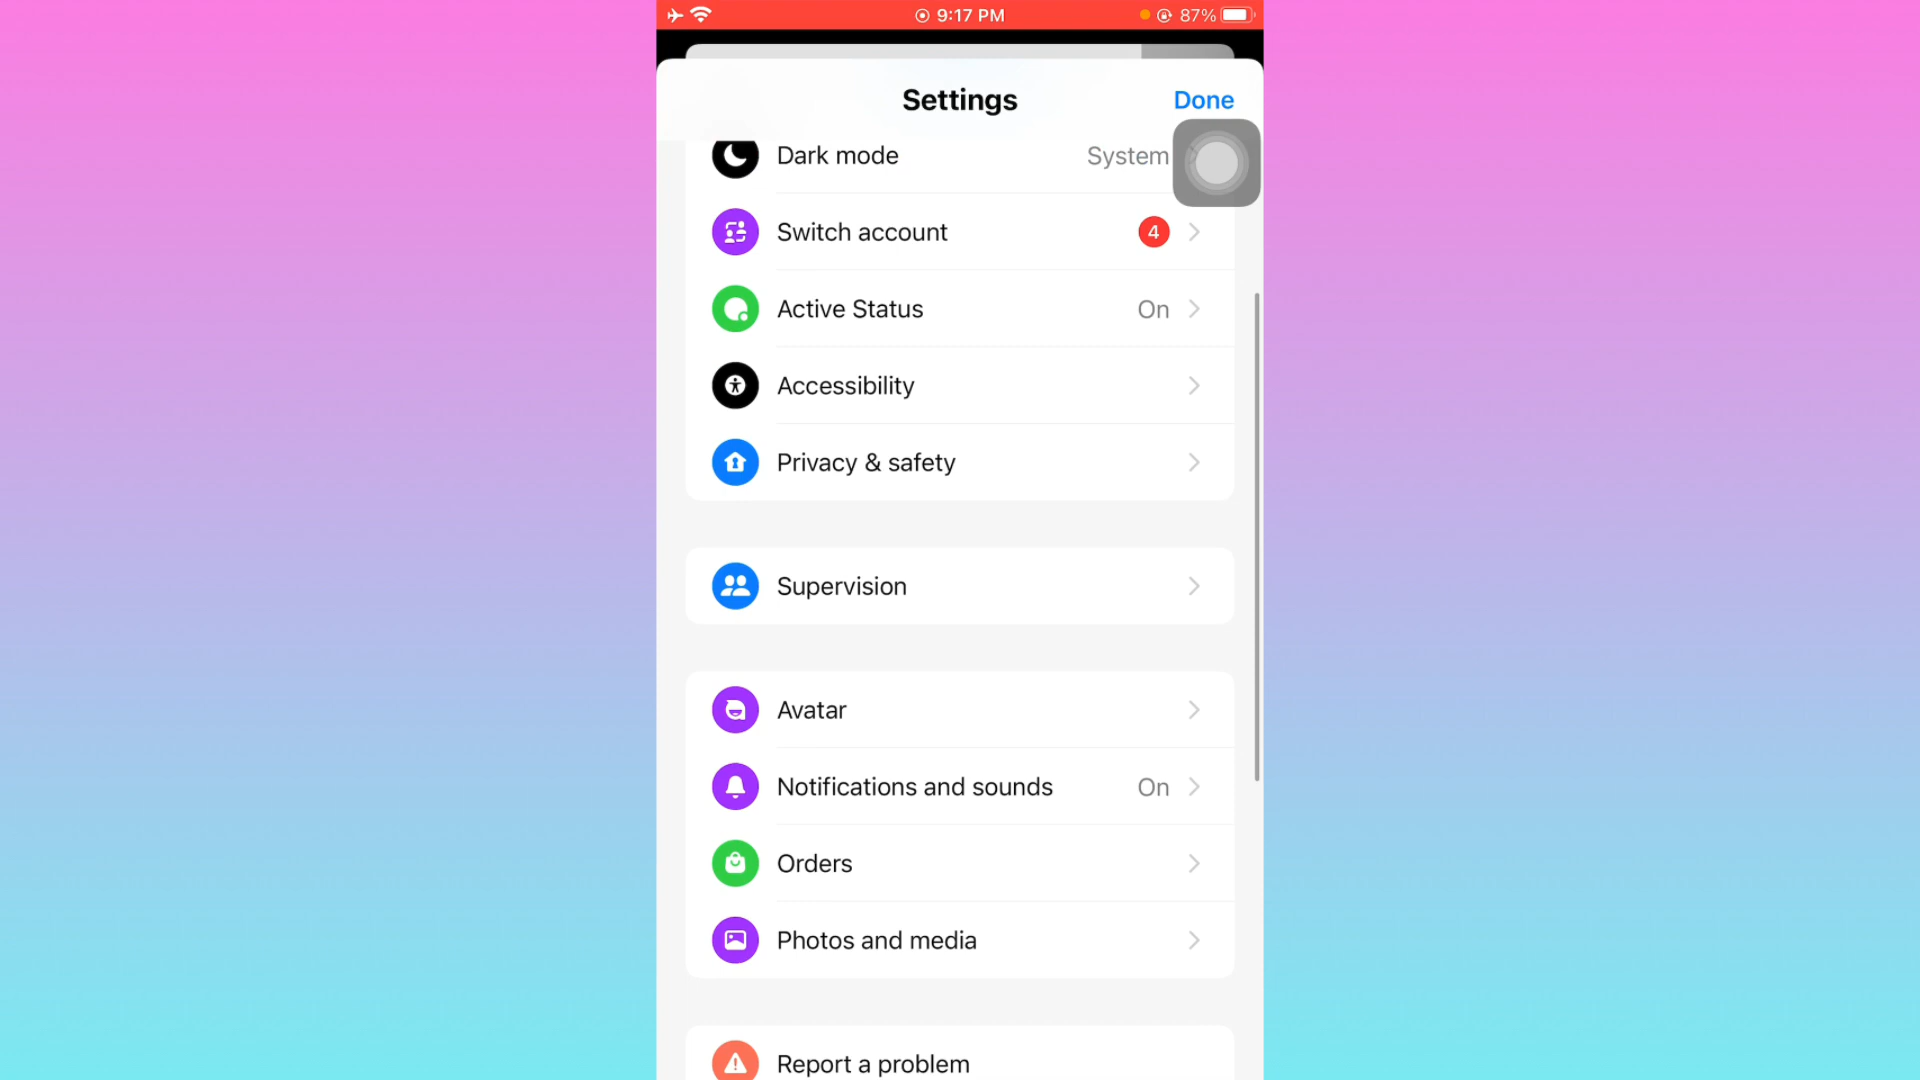 9:17 PM
87%
Settings
Done
Dark mode System
Switch account 4
Active Status On
Accessibility
Privacy & safety
Supervision
Avatar
Notifications and sounds On
Orders
Photos and media
Report a problem